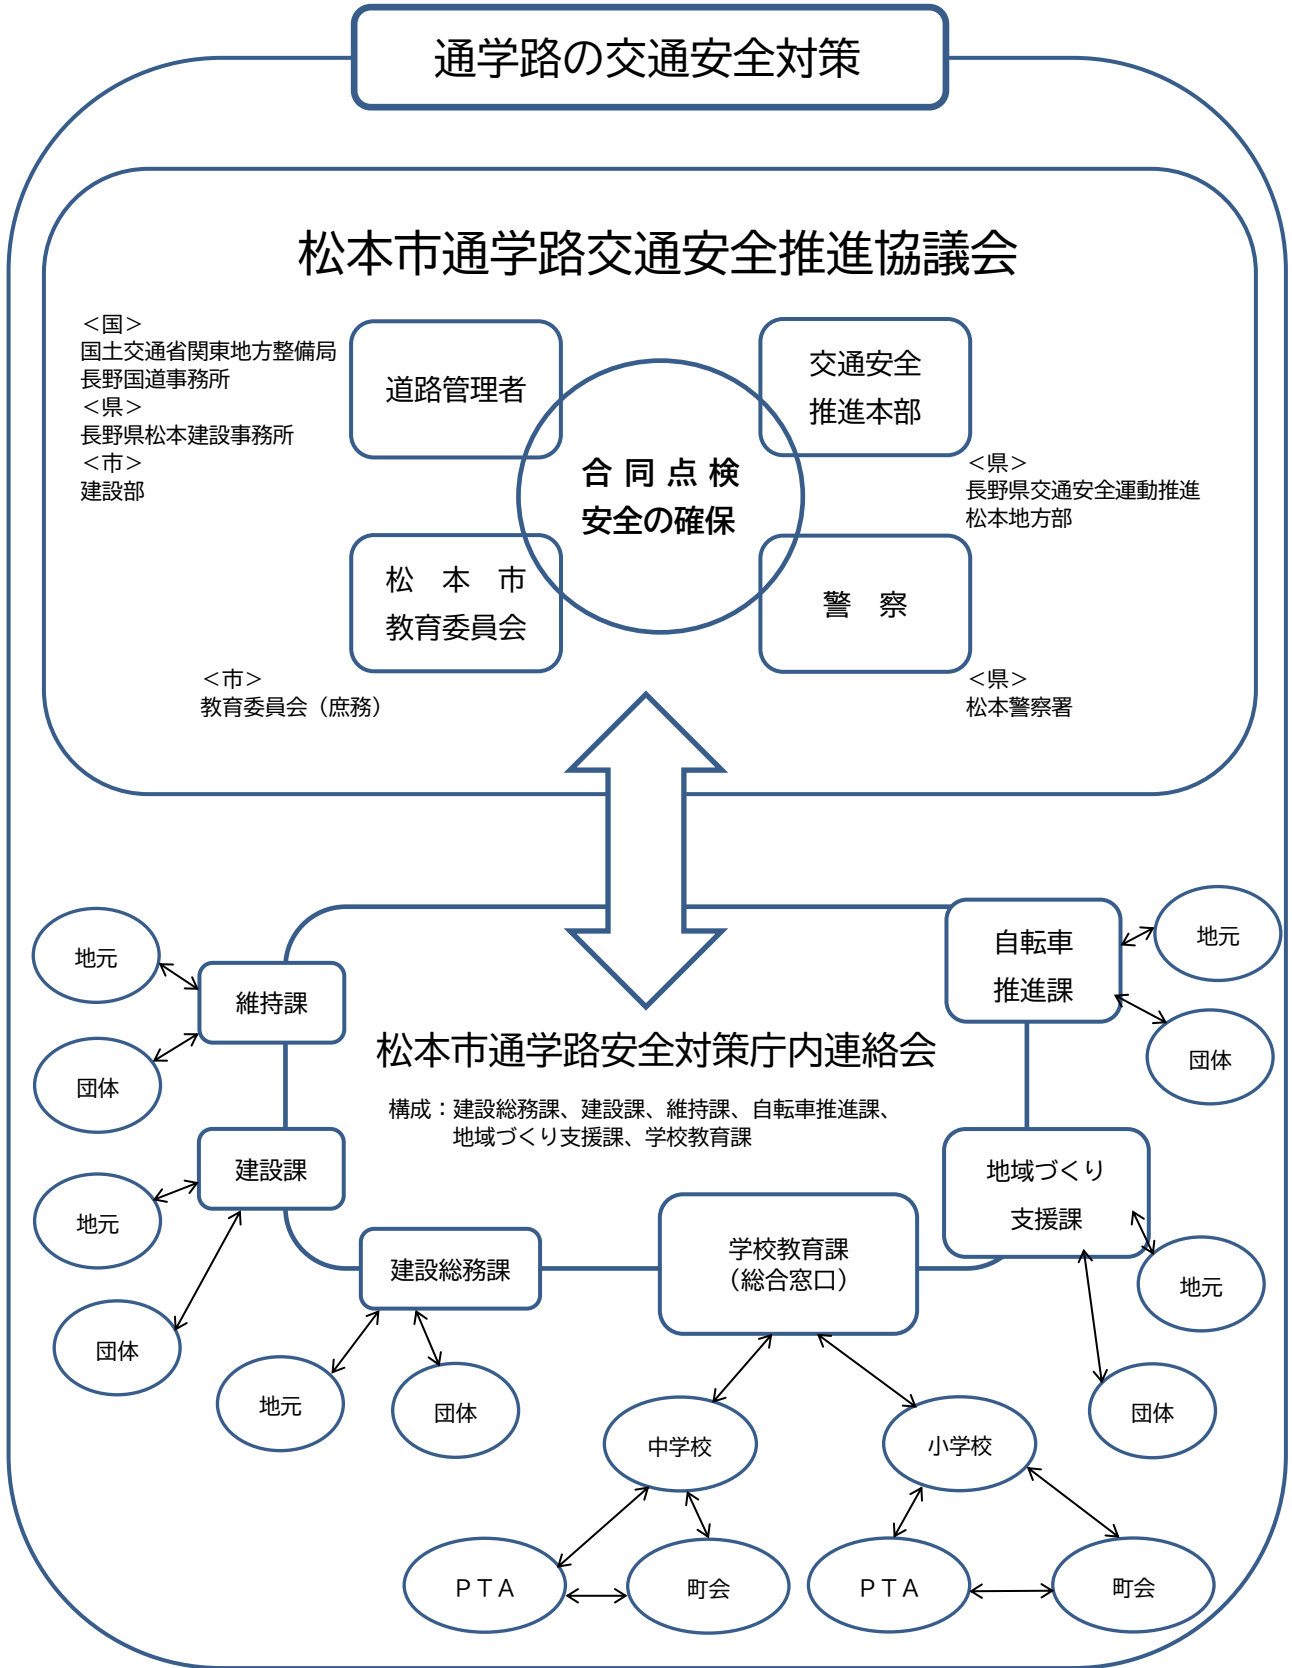 通学路の交通安全対策
松本市通学路交通安全推進協議会
＜国＞
国土交通省関東地方整備局
長野国道事務所
＜県＞
長野県松本建設事務所
＜市＞
建設部
道路管理者
交通安全
推進本部
＜県＞
長野県交通安全運動推進
松本地方部
合 同 点 検
安全の確保
松　本　市
教育委員会
＜市＞
教育委員会（庶務）
警　察
＜県＞
松本警察署
地元
団体
維持課
自転車
推進課
地元
団体
松本市通学路安全対策庁内連絡会
構成：建設総務課、建設課、維持課、自転車推進課、
地域づくり支援課、学校教育課
建設課
地元
団体
地域づくり
支援課
地元
団体
建設総務課
地元
団体
学校教育課
（総合窓口）
中学校
小学校
ＰＴＡ
町会
ＰＴＡ
町会